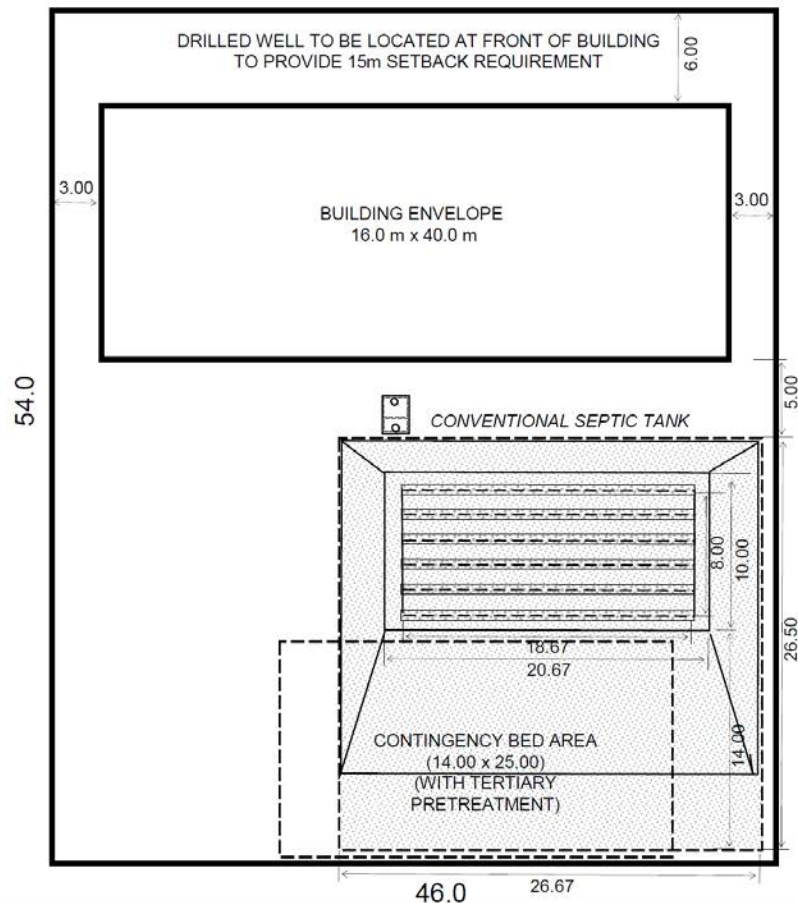 DRILLED WELL TO BE LOCATED AT FRONT OF BUILDING
TO PROVIDE 15m SETBACK REQUIREMENT
6.00
3.00
3.00
BUILDING ENVELOPE
16.0 m x 40.0 m
54.0
5.00
CONVENTIONAL SEPTIC TANK
8.00
10.00
26.50
18.67
20.67
14.00
CONTINGENCY BED AREA
(14.00 x 25.00)
(WITH TERTIARY
PRETREATMENT)
46.0
26.67